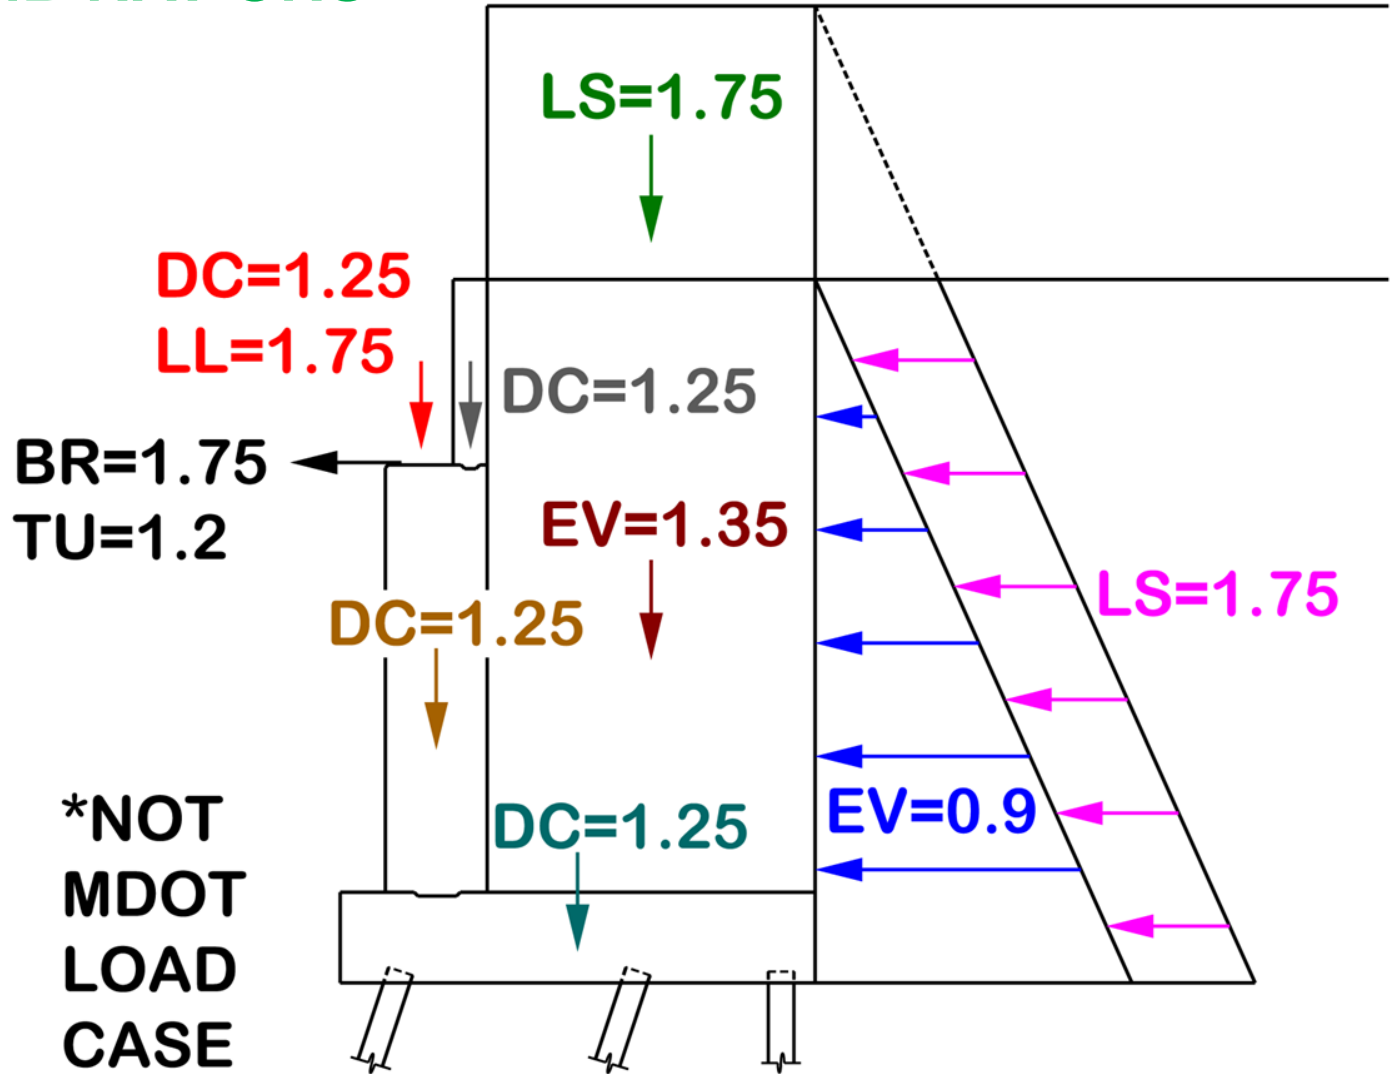 LS=1.75
DC=1.25
LL=1.75
DC=1.25
BR=1.75
TU=1.2
EV=1.35
LS=1.75
DC=1.25
EV=0.9
DC=1.25
*NOT
MDOT
LOAD
CASE